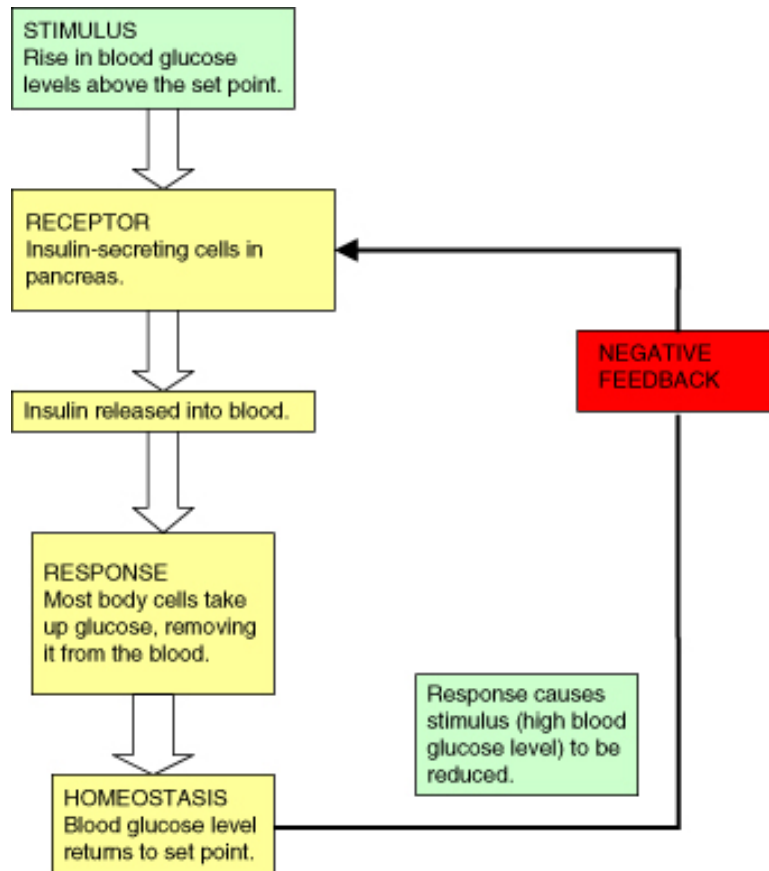 STIMULUS
Rise in blood glucose
levels above the set point.
RECEPTOR
Insulin-secreting cells in
pancreas.
NEGATIVE
FEEDBACK
Insulin released into blood.
RESPONSE
Most body cells take
up glucose, removing
it from the blood.
Response causes
stimulus (high blood
glucose level) to be
reduced.
HOMEOSTASIS
Blood glucose level
returns to set point.